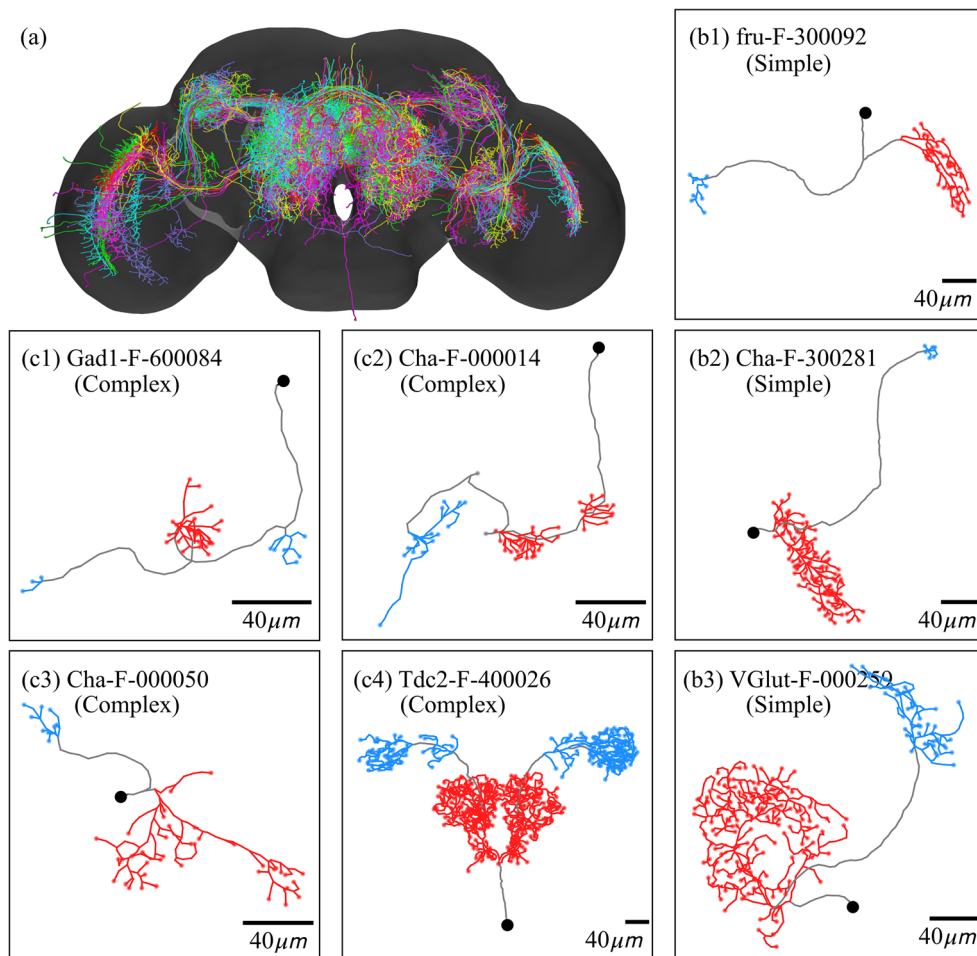 (a)
(b1) fru-F-300092
(Simple)
40μm
(c1) Gad1-F-600084
(Complex)
40μm
(c2) Cha-F-000014
(Complex)
40μm
(b2) Cha-F-300281
(Simple)
40μm
(c3) Cha-F-000050
(Complex)
40μm
(c4) Tdc2-F-400026
(Complex)
40μm
(b3) VGlut-F-000259
(Simple)
40μm